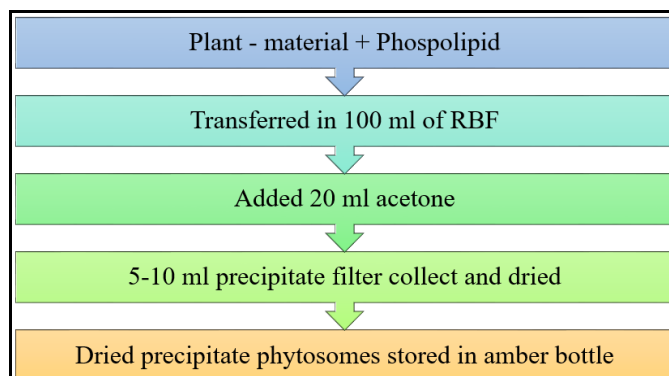 Plant - material + Phospolipid
Transferred in 100 ml of RBF
Added 20 ml acetone
5-10 ml precipitate filter collect and dried
Dried precipitate phytosomes stored in amber bottle